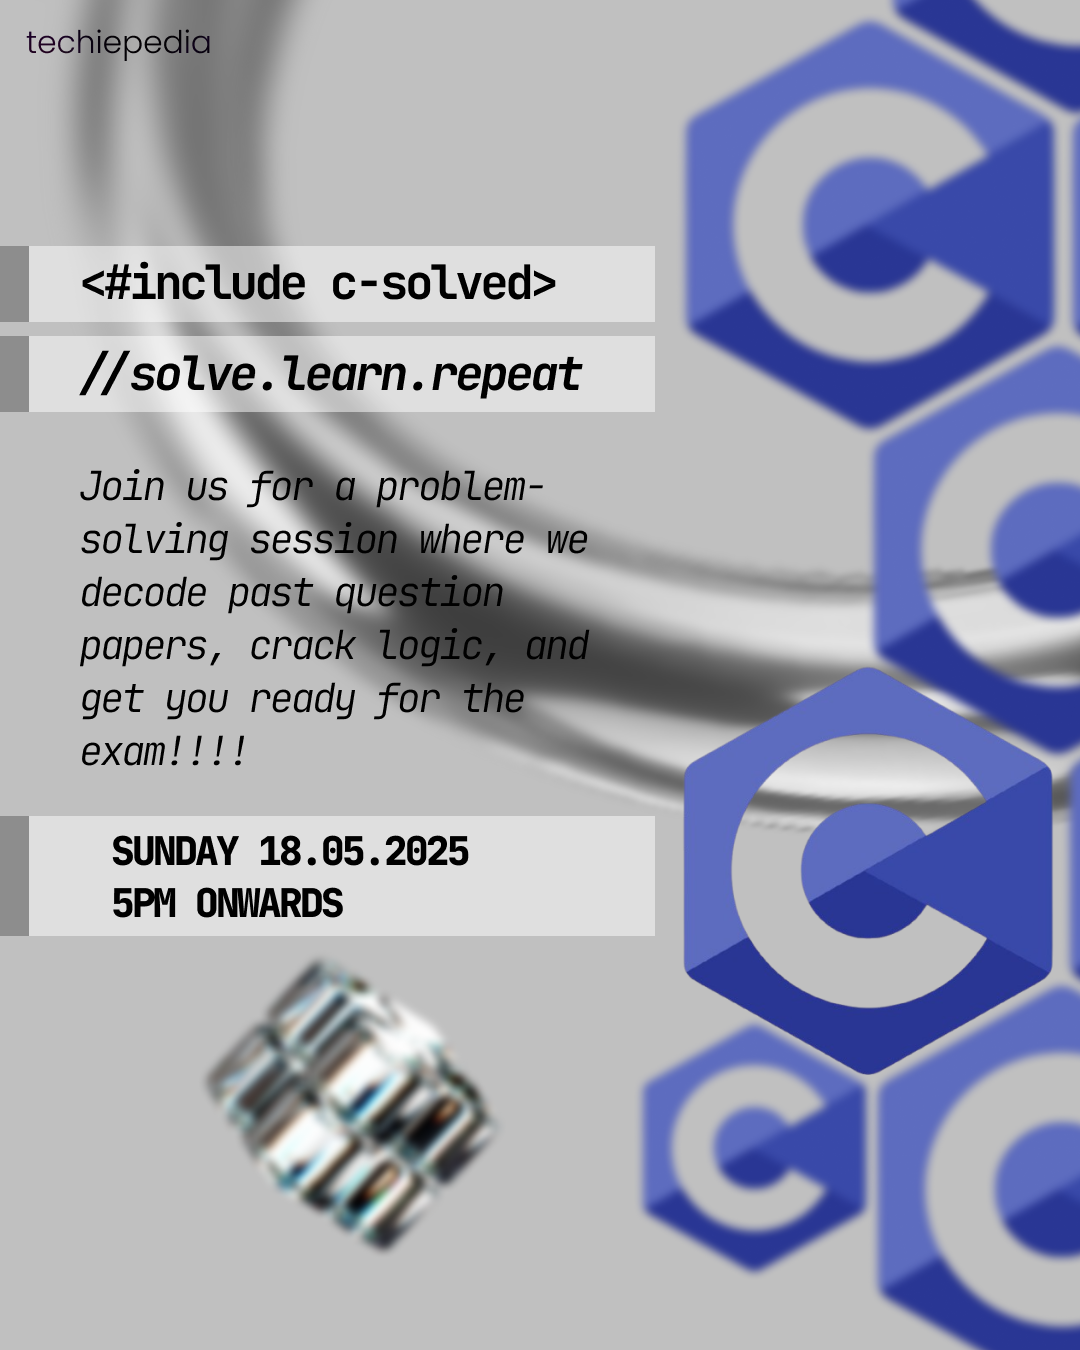 techiepedia
<#include c-solved>
//solve.learn.repeat
Join us for a problem-
solving session where we
decode past question
papers, crack logic, and
get you ready for the
exam!!!!
SUNDAY 18.05.2025
5PM ONWARDS